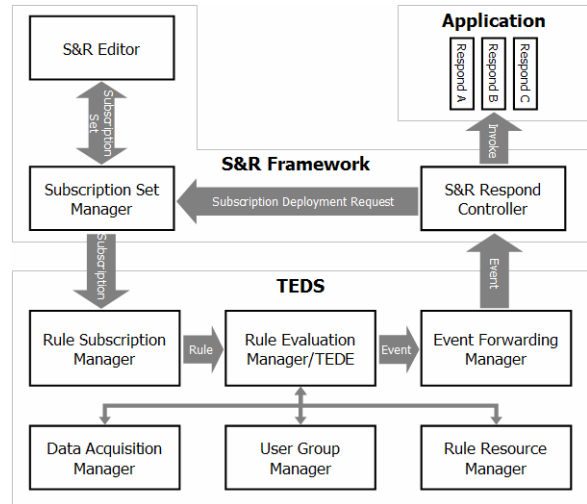 S&R Editor
Application
Respond A
Respond B
Respond C
Subscription
Set
Invoke
S&R Framework
Subscription Set
Manager
Subscription Deployment Request
S&R Respond
Controller
Subscription
Event
TEDS
Rule Subscription
Manager
Rule
Rule Evaluation
Manager/TEDE
Event
Event Forwarding
Manager
Data Acquisition
Manager
User Group
Manager
Rule Resource
Manager